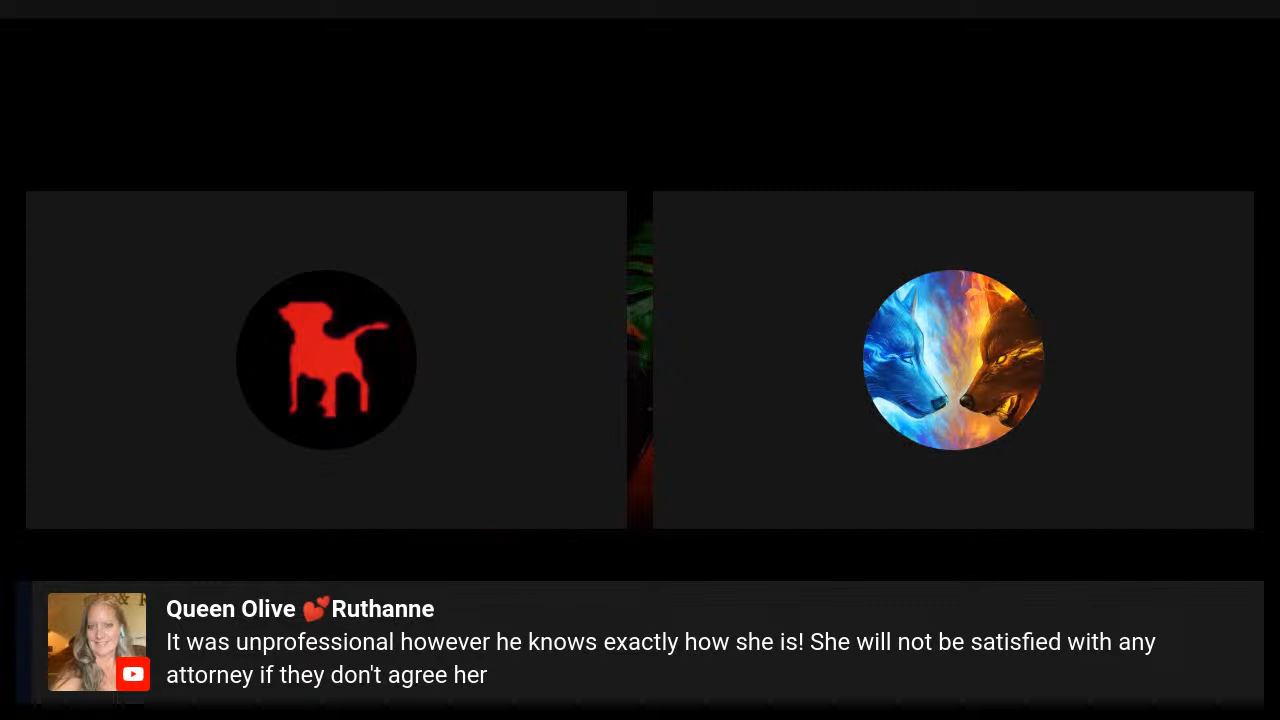 Queen Olive 💕Ruthanne
It was unprofessional however he knows exactly how she is! She will not be satisfied with any
attorney if they don't agree her